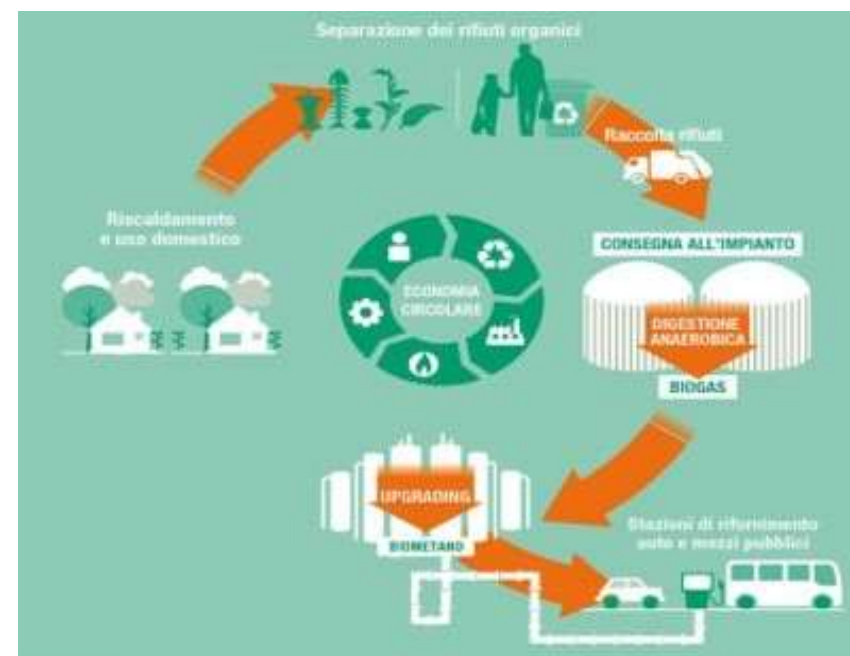 Separazione dei rifiuti organici
Raccolta rifiuti
CONSEGNA ALL'IMPIANTO
DIGESTIONE
ANAEROBICA
BIOGAS
Riscaldamento
e uso domestico
ECONOMIA
CIRCOLARE
UPGRADING
BIOMETANO
Stazioni di rifornimento
auto e mezzi pubblici